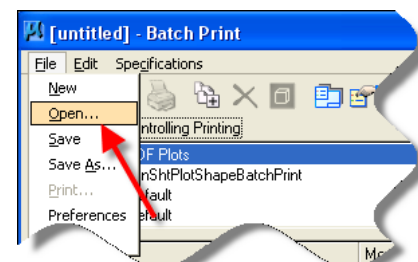 [untitled] - Batch Print
File Edit Specifications
New
Open...
ntrolling Printing
Save
DF Plots
Save As...
nShtPlotShapeBatchPrint
Print...
efault
Preferences
efault